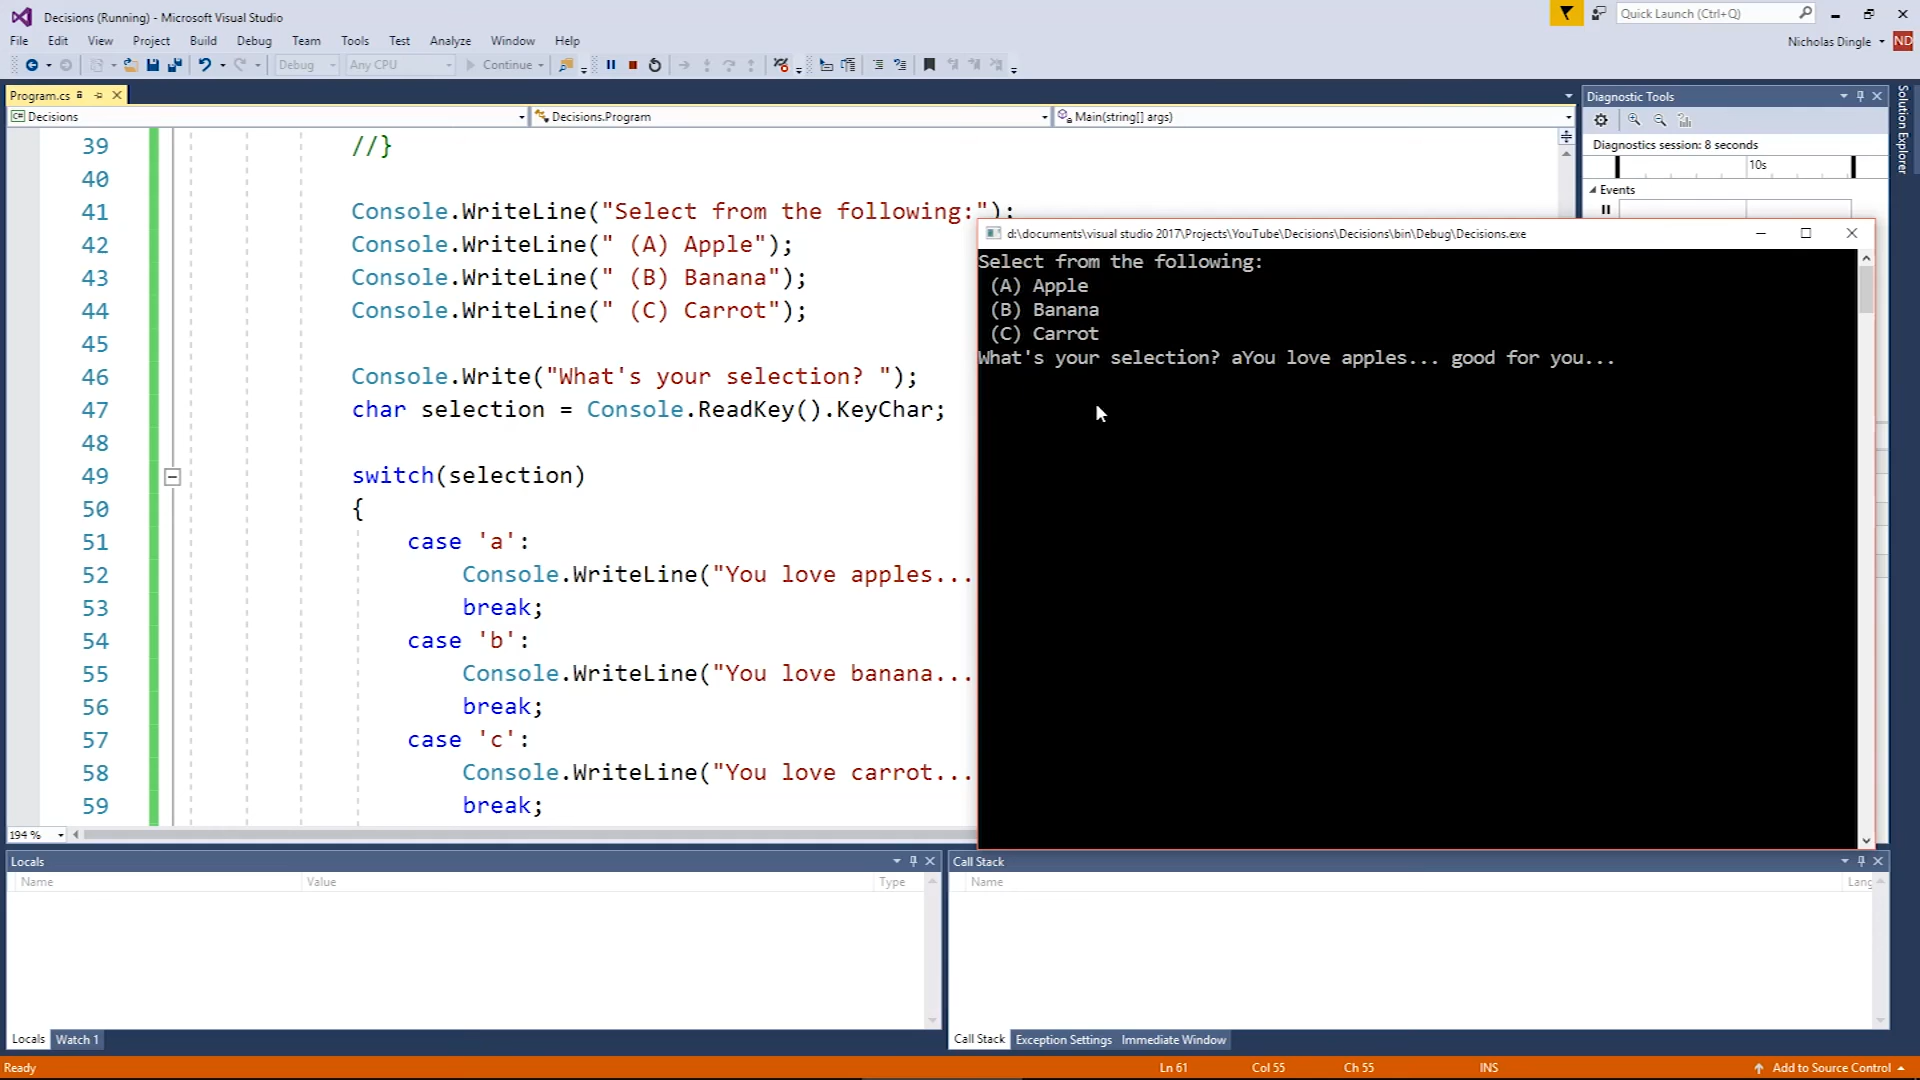 Decisions (Running) - Microsoft Visual Studio
Quick Launch (Ctrl+Q)
File Edit View Project Build Debug Team Tools Test Analyze Window Help
Nicholas Dingle ND
Debug Any CPU Continue
Program.cs
Decisions Decisions.Program Main(string[] args)
39 //}
40
41 Console.WriteLine("Select from the following:");
42 Console.WriteLine(" (A) Apple");
43 Console.WriteLine(" (B) Banana");
44 Console.WriteLine(" (C) Carrot");
45
46 Console.Write("What's your selection? ");
47 char selection = Console.ReadKey().KeyChar;
48
49 switch(selection)
50 {
51 case 'a':
52 Console.WriteLine("You love apples...
53 break;
54 case 'b':
55 Console.WriteLine("You love banana...
56 break;
57 case 'c':
58 Console.WriteLine("You love carrot...
59 break;
194 %
Diagnostic Tools
Diagnostics session: 8 seconds
10s
Events
Solution Explorer
d:\documents\visual studio 2017\Projects\YouTube\Decisions\Decisions\bin\Debug\Decisions.exe
Select from the following:
(A) Apple
(B) Banana
(C) Carrot
What's your selection? aYou love apples... good for you...
Locals
Name Value Type
Locals Watch 1
Call Stack
Name Lang
Call Stack Exception Settings Immediate Window
Ready Ln 61 Col 55 Ch 55 INS Add to Source Control